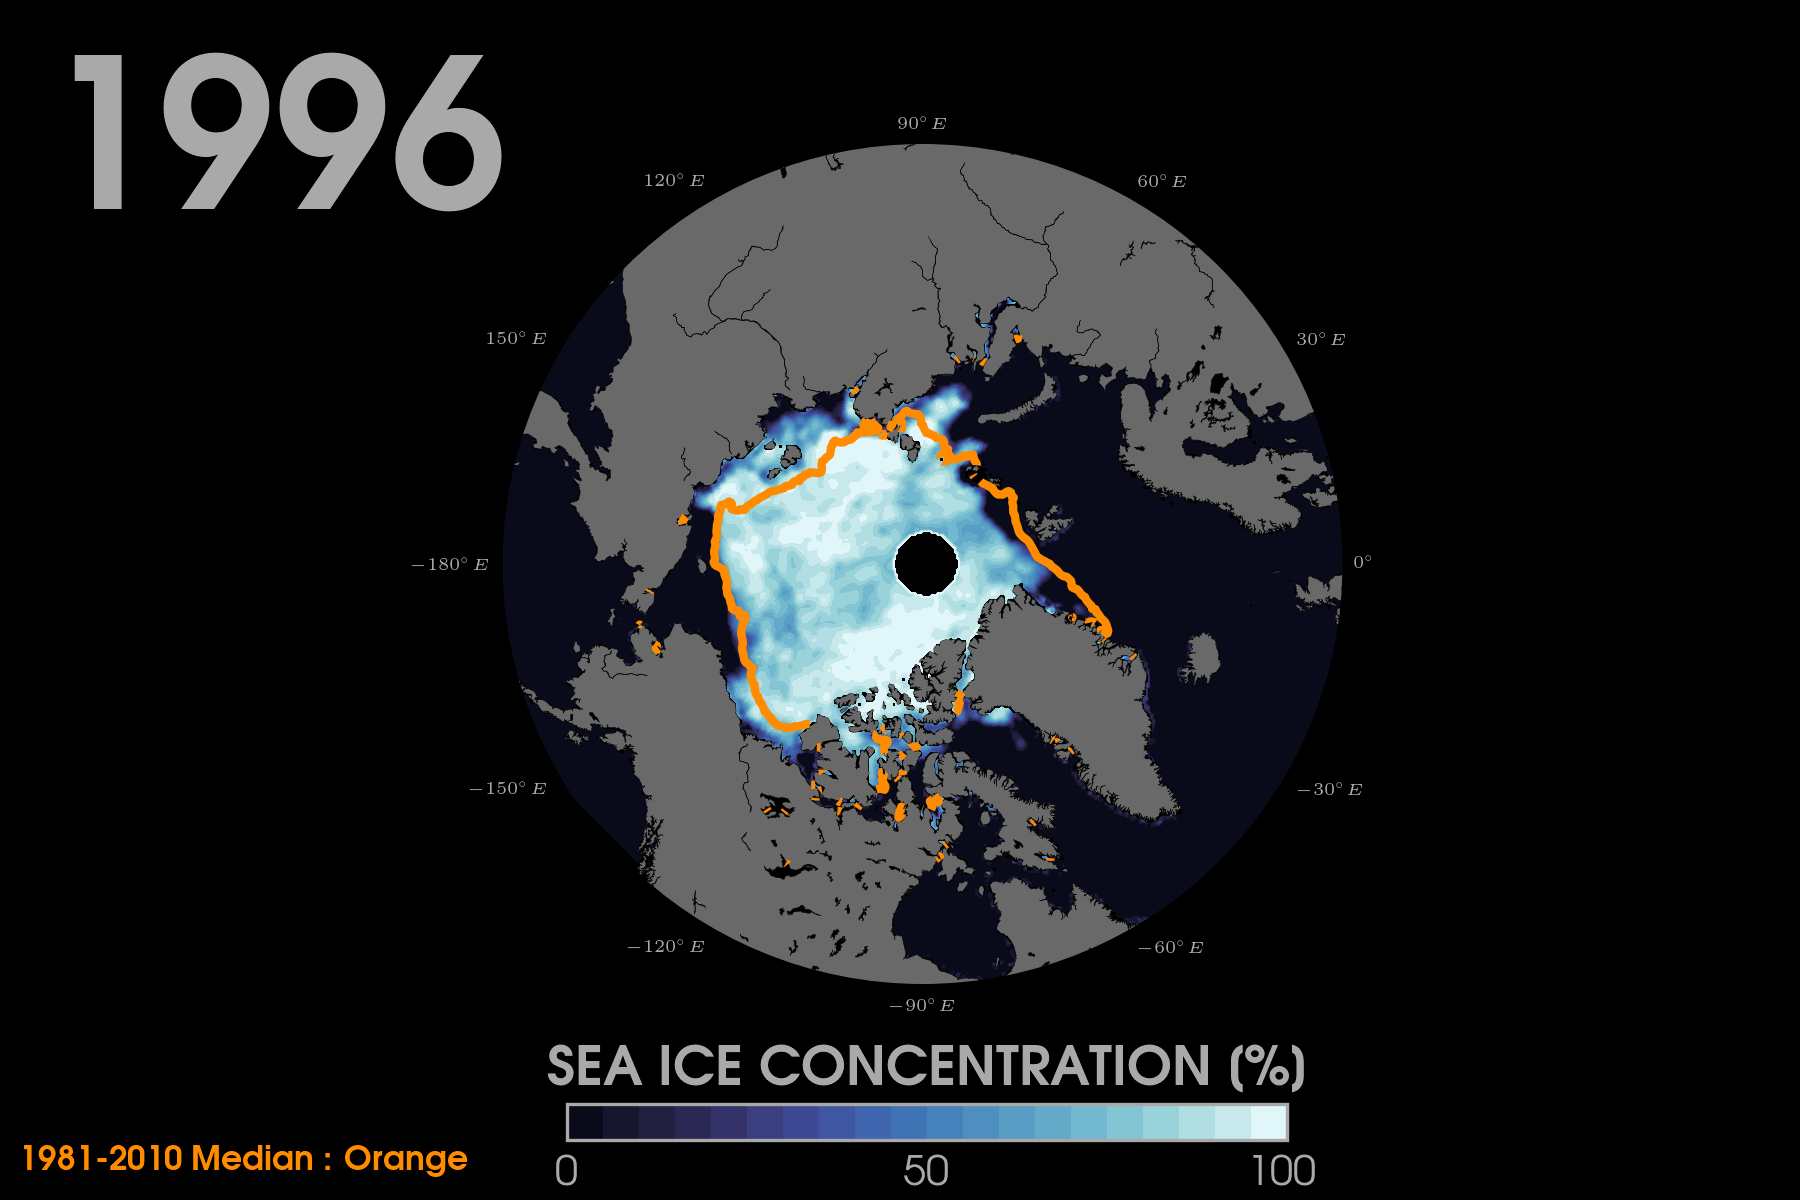 1996
90° E
120° E
60° E
150° E
30° E
−180° E
0°
−150° E
−30° E
−120° E
−60° E
−90° E
SEA ICE CONCENTRATION (%)
0
50
100
1981-2010 Median : Orange